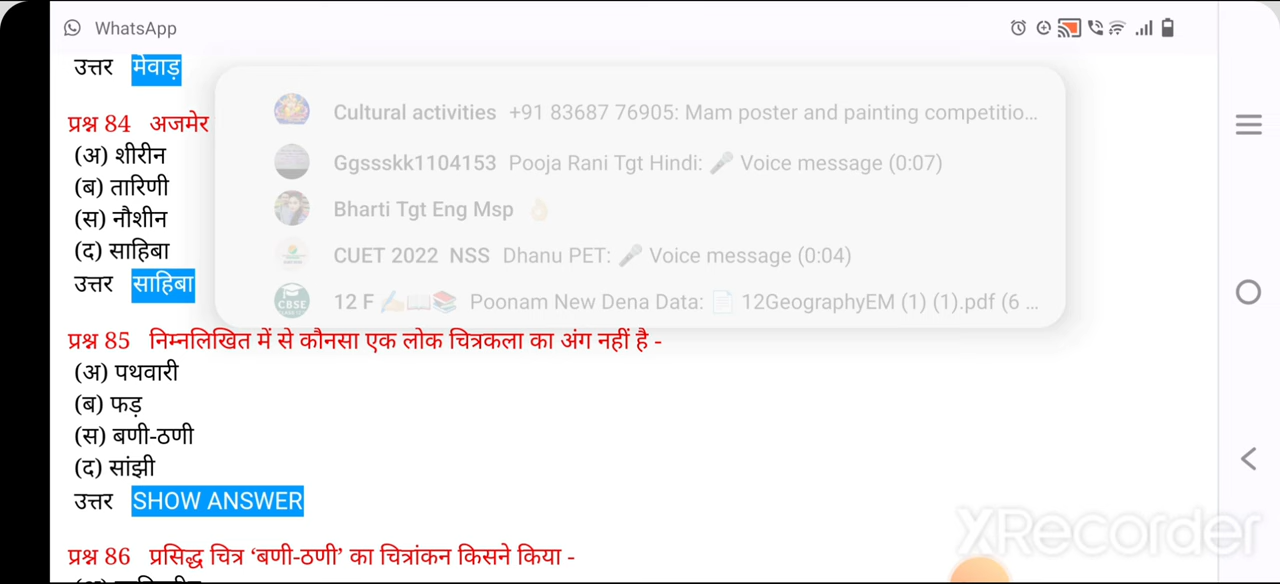 WhatsApp
उत्तर मेवाड़
Cultural activities +91 83687 76905: Mam poster and painting competitio...
प्रश्न 84 अजमेर
(अ) शीरीन
Ggssskk1104153 Pooja Rani Tgt Hindi: 🎤 Voice message (0:07)
(ब) तारिणी
Bharti Tgt Eng Msp 👌🏻
(स) नौशीन
(द) साहिबा
CUET 2022 NSS Dhanu PET: 🎤 Voice message (0:04)
उत्तर साहिबा
CBSE
12 F ✍🏻📖📚 Poonam New Dena Data: 📄 12GeographyEM (1) (1).pdf (6 ...
प्रश्न 85 निम्नलिखित में से कौनसा एक लोक चित्रकला का अंग नहीं है -
(अ) पथवारी
(ब) फड़
(स) बणी-ठणी
(द) सांझी
उत्तर SHOW ANSWER
XRecorder
प्रश्न 86 प्रसिद्ध चित्र ‘बणी-ठणी’ का चित्रांकन किसने किया -